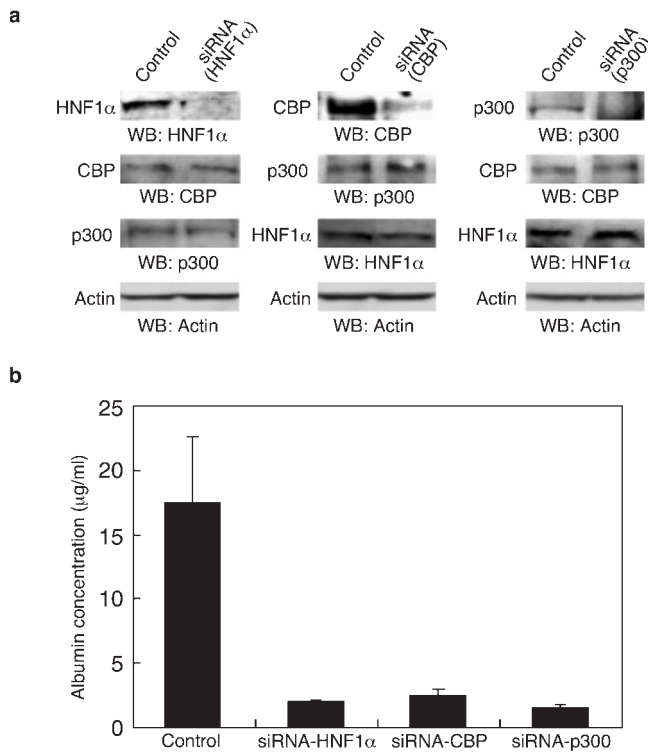 a
Control siRNA (HNF1α) Control siRNA (CBP) Control siRNA (p300)
HNF1α CBP p300
WB: HNF1α WB: CBP WB: p300
CBP p300 CBP
WB: CBP WB: p300 WB: CBP
p300 HNF1α HNF1α
WB: p300 WB: HNF1α WB: HNF1α
Actin Actin Actin
WB: Actin WB: Actin WB: Actin
b
Albumin concentration (μg/ml)
25
20
15
10
5
0
Control siRNA-HNF1α siRNA-CBP siRNA-p300